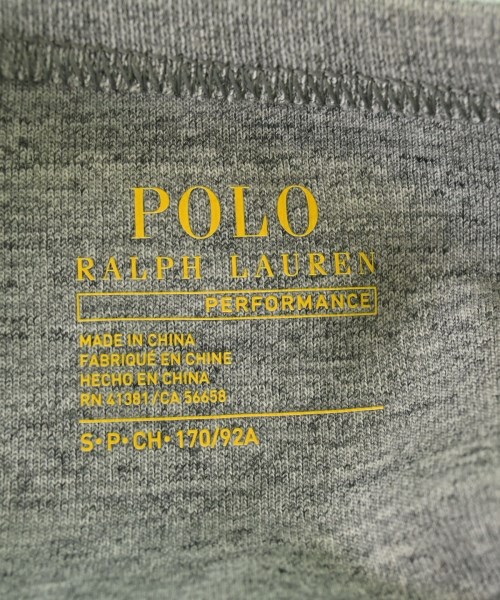 POLO
RALPH LAUREN
PERFORMANCE
MADE IN CHINA
FABRIQUÉ EN CHINE
HECHO EN CHINA
RN 41381/CA 56658
S• P• CH• 170/92A